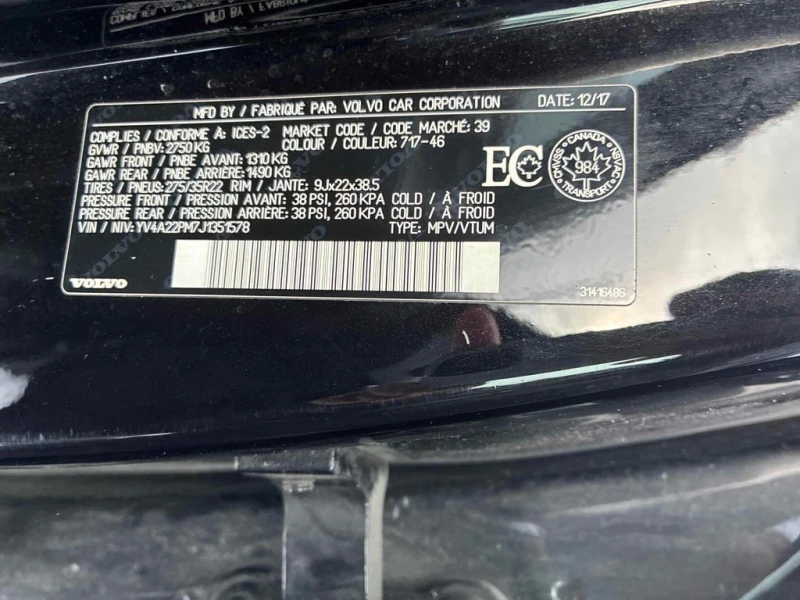 MFD BY / FABRIQUÉ PAR: VOLVO CAR CORPORATION DATE: 12/17
COMPLIES / CONFORME À: ICES-2 MARKET CODE / CODE MARCHÉ: 39
GVWR / PNBV: 2750 KG COLOUR / COULEUR: 717-46
GAWR FRONT / PNBE AVANT: 1310 KG
GAWR REAR / PNBE ARRIÈRE: 1490 KG
TIRES / PNEUS: 275/35R22 RIM / JANTE: 9Jx22x38.5
PRESSURE FRONT / PRESSION AVANT: 38 PSI, 260 KPA COLD / À FROID
PRESSURE REAR / PRESSION ARRIÈRE: 38 PSI, 260 KPA COLD / À FROID
VIN / NIV: YV4A22PM7J1351578 TYPE: MPV/VTUM
EC
CANADA
984
TRANSPORT
CMVSS
NSVAC
VOLVO
31416486